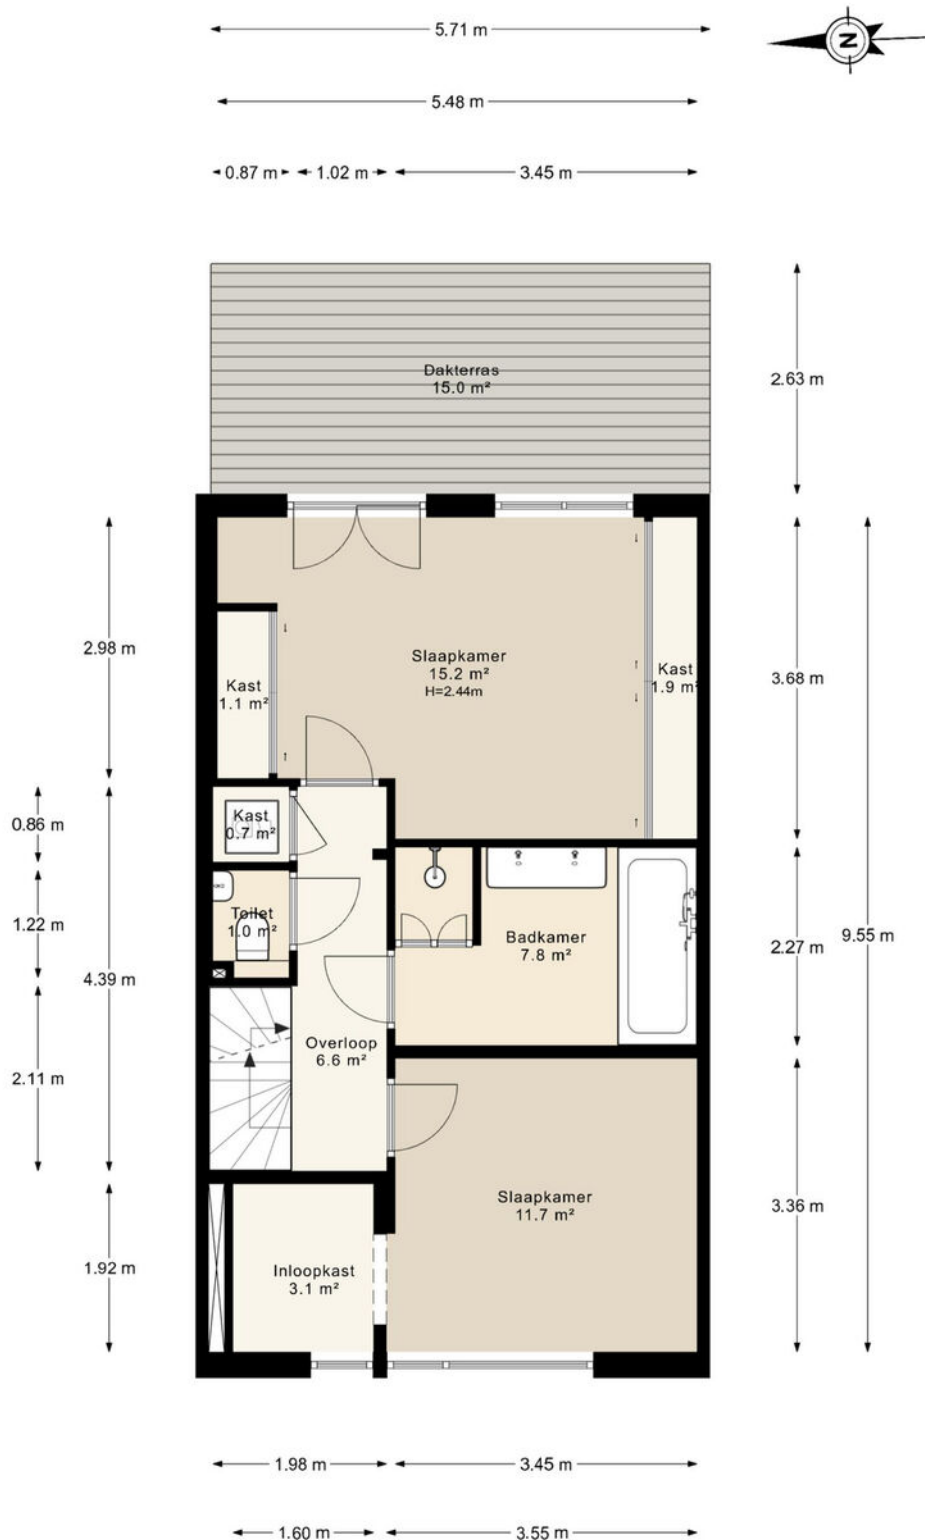 5.71 m
N
5.48 m
0.87 m
1.02 m
3.45 m
Dakterras
15.0 m²
2.63 m
2.98 m
Slaapkamer
15.2 m²
H=2.44m
Kast
1.1 m²
Kast
1.9 m²
3.68 m
0.86 m
Kast
0.7 m²
1.22 m
Toilet
1.0 m²
Badkamer
7.8 m²
2.27 m
9.55 m
4.39 m
Overloop
6.6 m²
2.11 m
Slaapkamer
11.7 m²
3.36 m
1.92 m
Inloopkast
3.1 m²
1.98 m
3.45 m
1.60 m
3.55 m